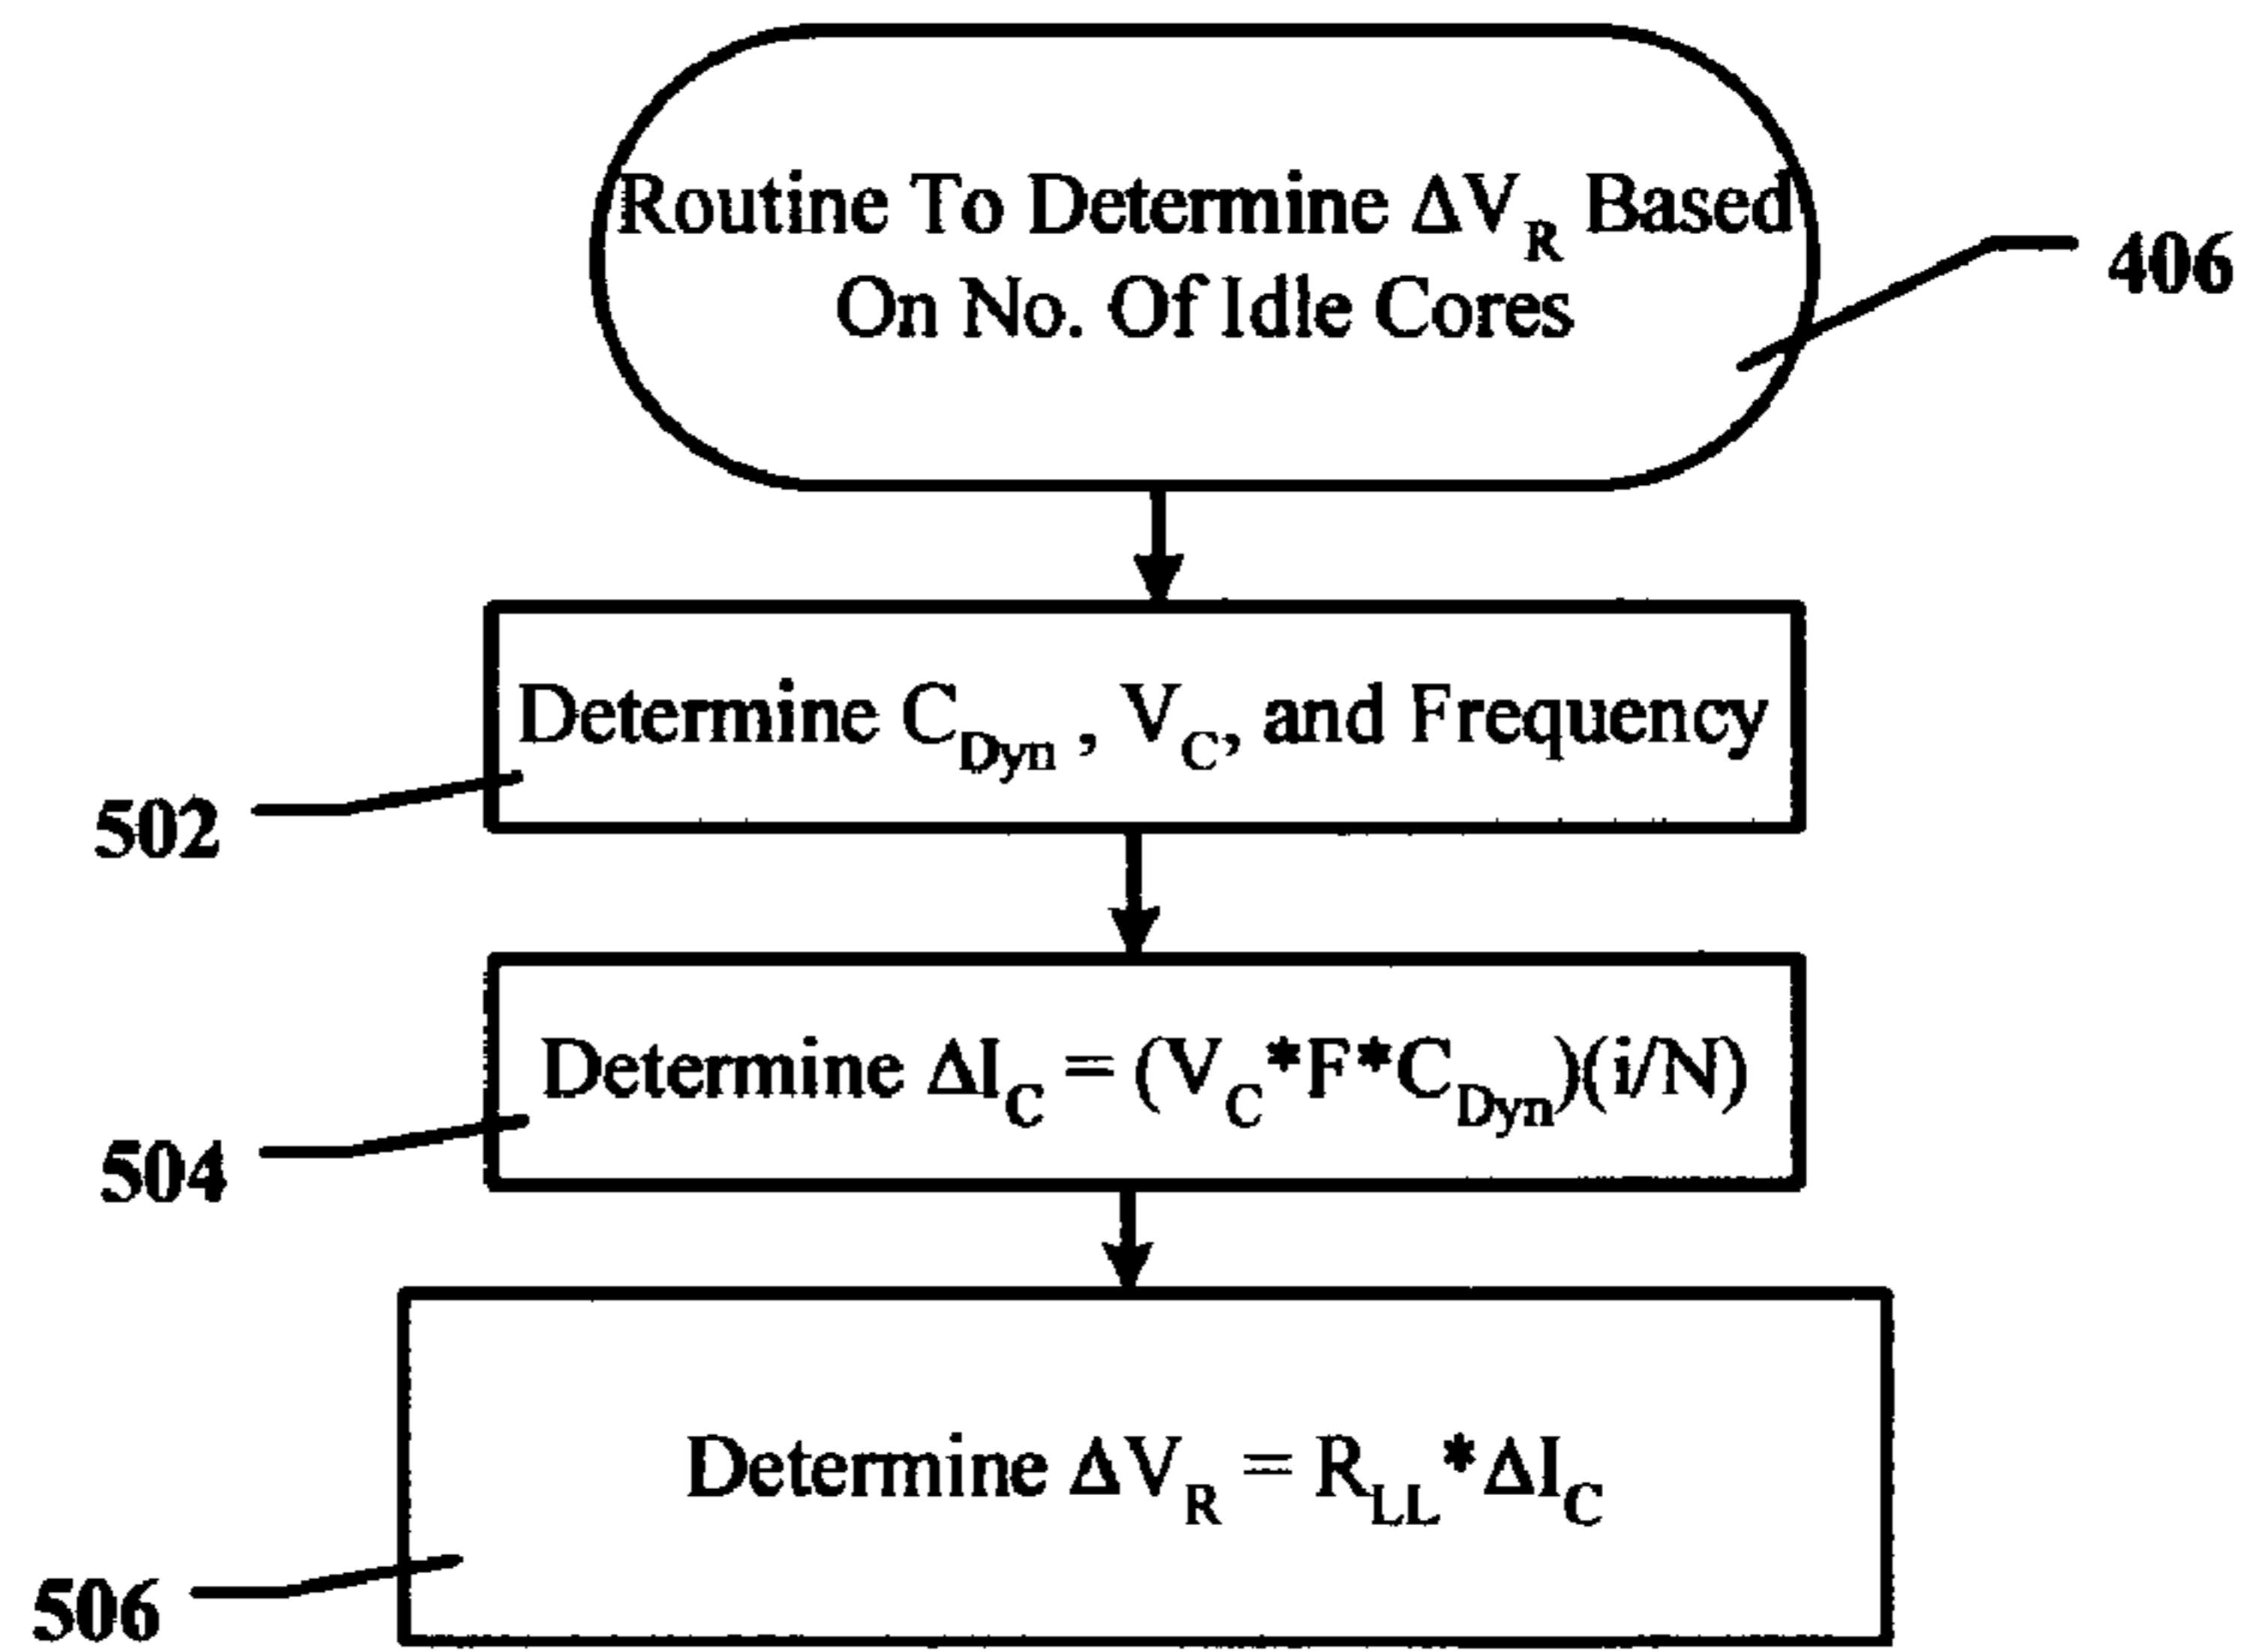 Routine To Determine ΔV_R Based
On No. Of Idle Cores
406
Determine C_Dyn , V_C, and Frequency
502
Determine ΔI_C = (V_C*F*C_Dyn)(i/N)
504
Determine ΔV_R = R_LL*ΔI_C
506